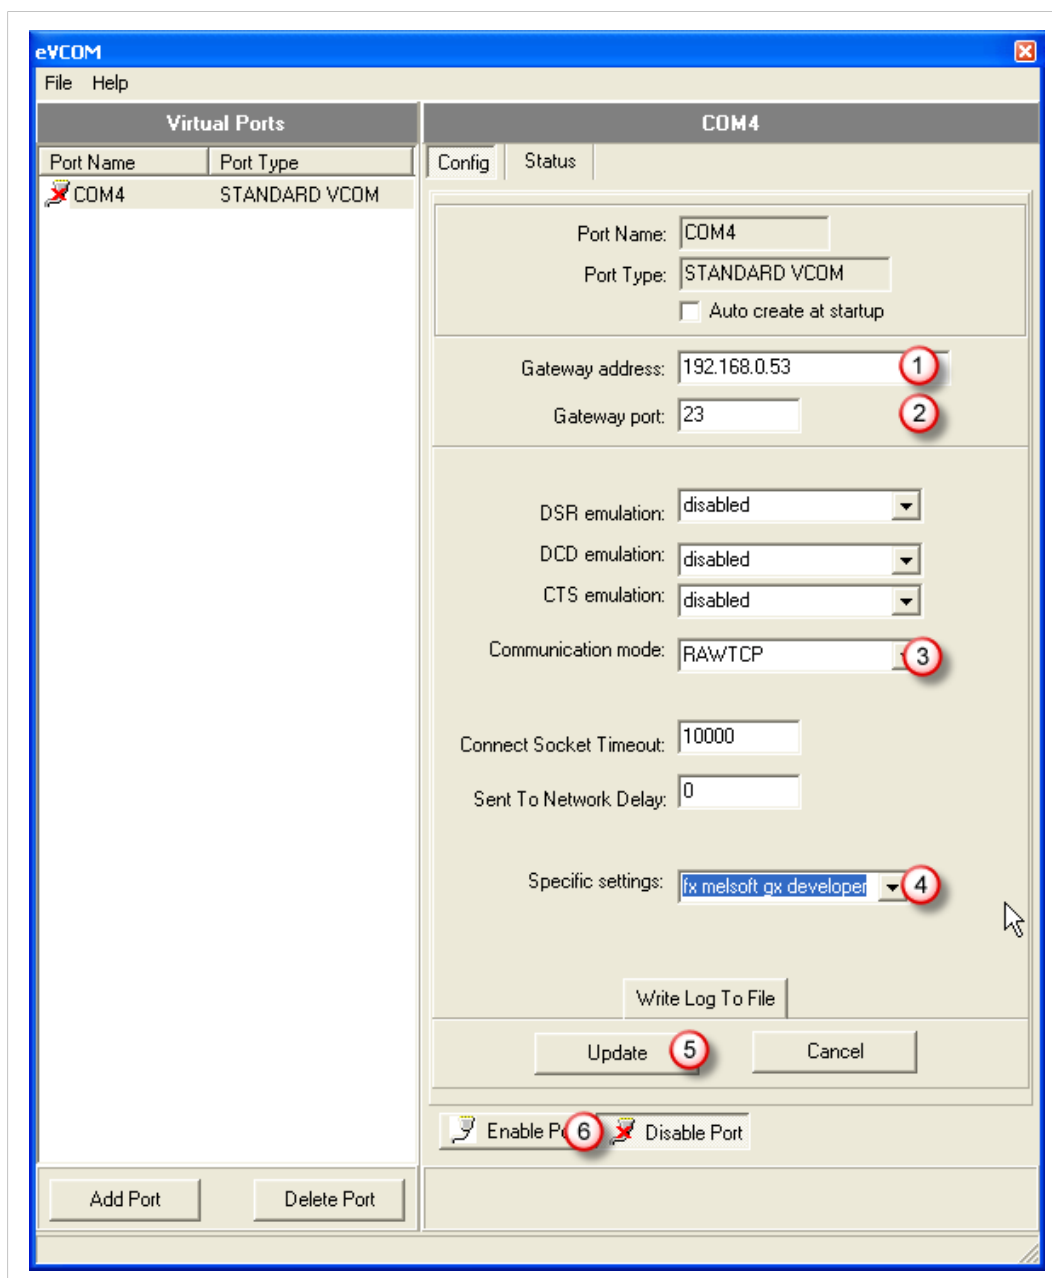 eVCOM
File Help
Virtual Ports
COM4
Port Name Port Type
Config Status
COM4 STANDARD VCOM
Port Name: COM4
Port Type: STANDARD VCOM
Auto create at startup
Gateway address: 192.168.0.53 1
Gateway port: 23 2
DSR emulation: disabled
DCD emulation: disabled
CTS emulation: disabled
Communication mode: RAWTCP 3
Connect Socket Timeout: 10000
Sent To Network Delay: 0
Specific settings: fx melsoft gx developer 4
Write Log To File
Update 5 Cancel
Enable 6 Disable Port
Add Port Delete Port